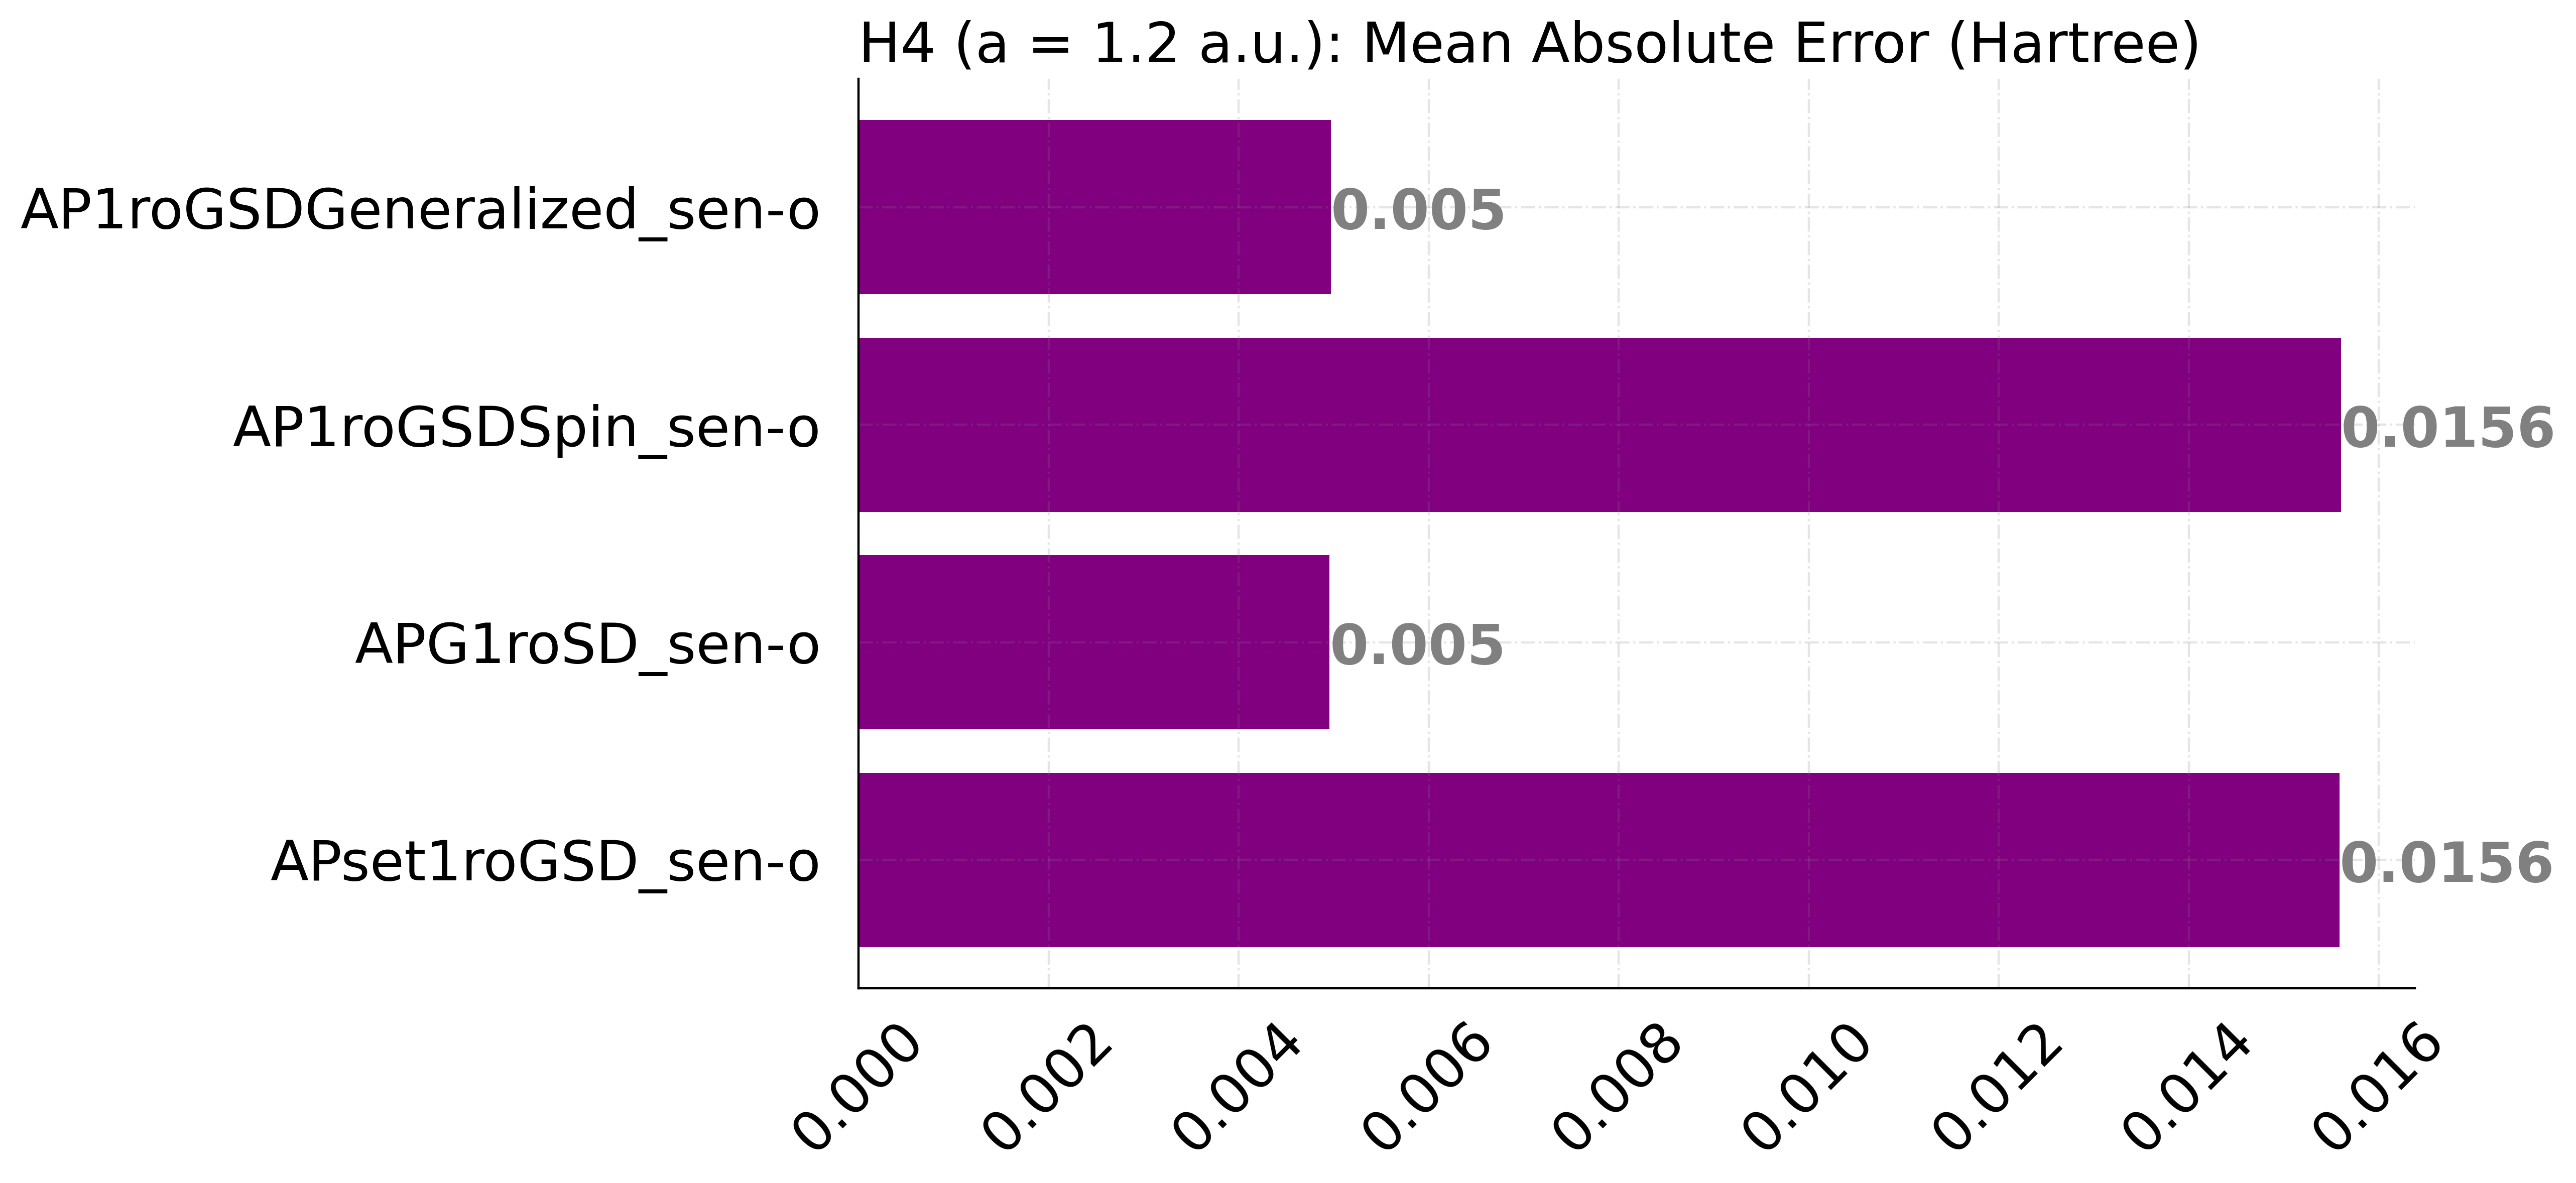 H4 (a = 1.2 a.u.): Mean Absolute Error (Hartree)
AP1roGSDGeneralized_sen-o
0.005
AP1roGSDSpin_sen-o
0.0156
APG1roSD_sen-o
0.005
APset1roGSD_sen-o
0.0156
0.000
0.002
0.004
0.006
0.008
0.010
0.012
0.014
0.016